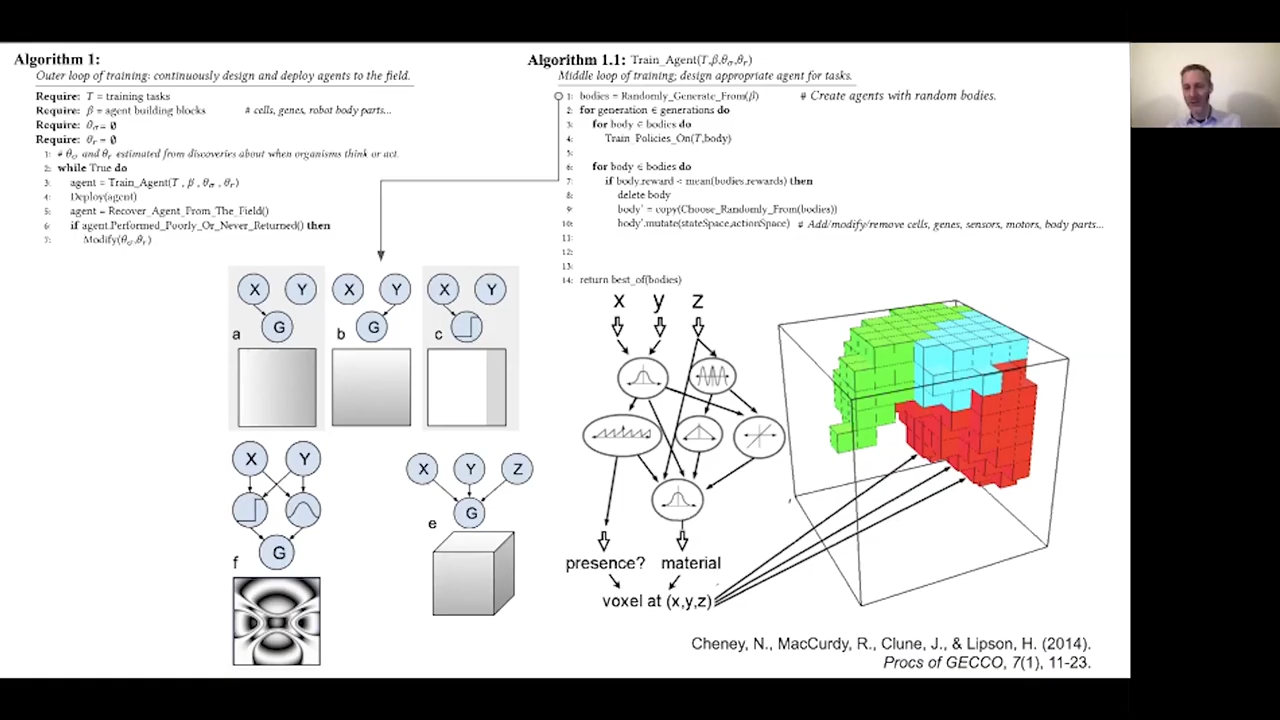 Algorithm 1:
Outer loop of training: continuously design and deploy agents to the field.
Require: T = training tasks
Require: β = agent building blocks # cells, genes, robot body parts...
Require: θσ = ∅
Require: θr = ∅
1: # θσ and θr estimated from discoveries about when organisms think or act.
2: while True do
3: agent = Train_Agent(T , β , θσ , θr)
4: Deploy(agent)
5: agent = Recover_Agent_From_The_Field()
6: if agent.Performed_Poorly_Or_Never_Returned() then
7: Modify(θσ,θr)
Algorithm 1.1: Train_Agent(T,β,θσ,θr)
Middle loop of training; design appropriate agent for tasks.
1: bodies = Randomly_Generate_From(β) # Create agents with random bodies.
2: for generation ∈ generations do
3: for body ∈ bodies do
4: Train_Policies_On(T,body)
5:
6: for body ∈ bodies do
7: if body.reward < mean(bodies.rewards) then
8: delete body
9: body' = copy(Choose_Randomly_From(bodies))
10: body'.mutate(stateSpace,actionSpace) # Add/modify/remove cells, genes, sensors, motors, body parts...
11:
12:
13:
14: return best_of(bodies)
X Y X Y X Y
G G
a b c
X Y
G
f
X Y Z
G
e
x y z
presence? material
voxel at (x,y,z)
Cheney, N., MacCurdy, R., Clune, J., & Lipson, H. (2014).
Procs of GECCO, 7(1), 11-23.